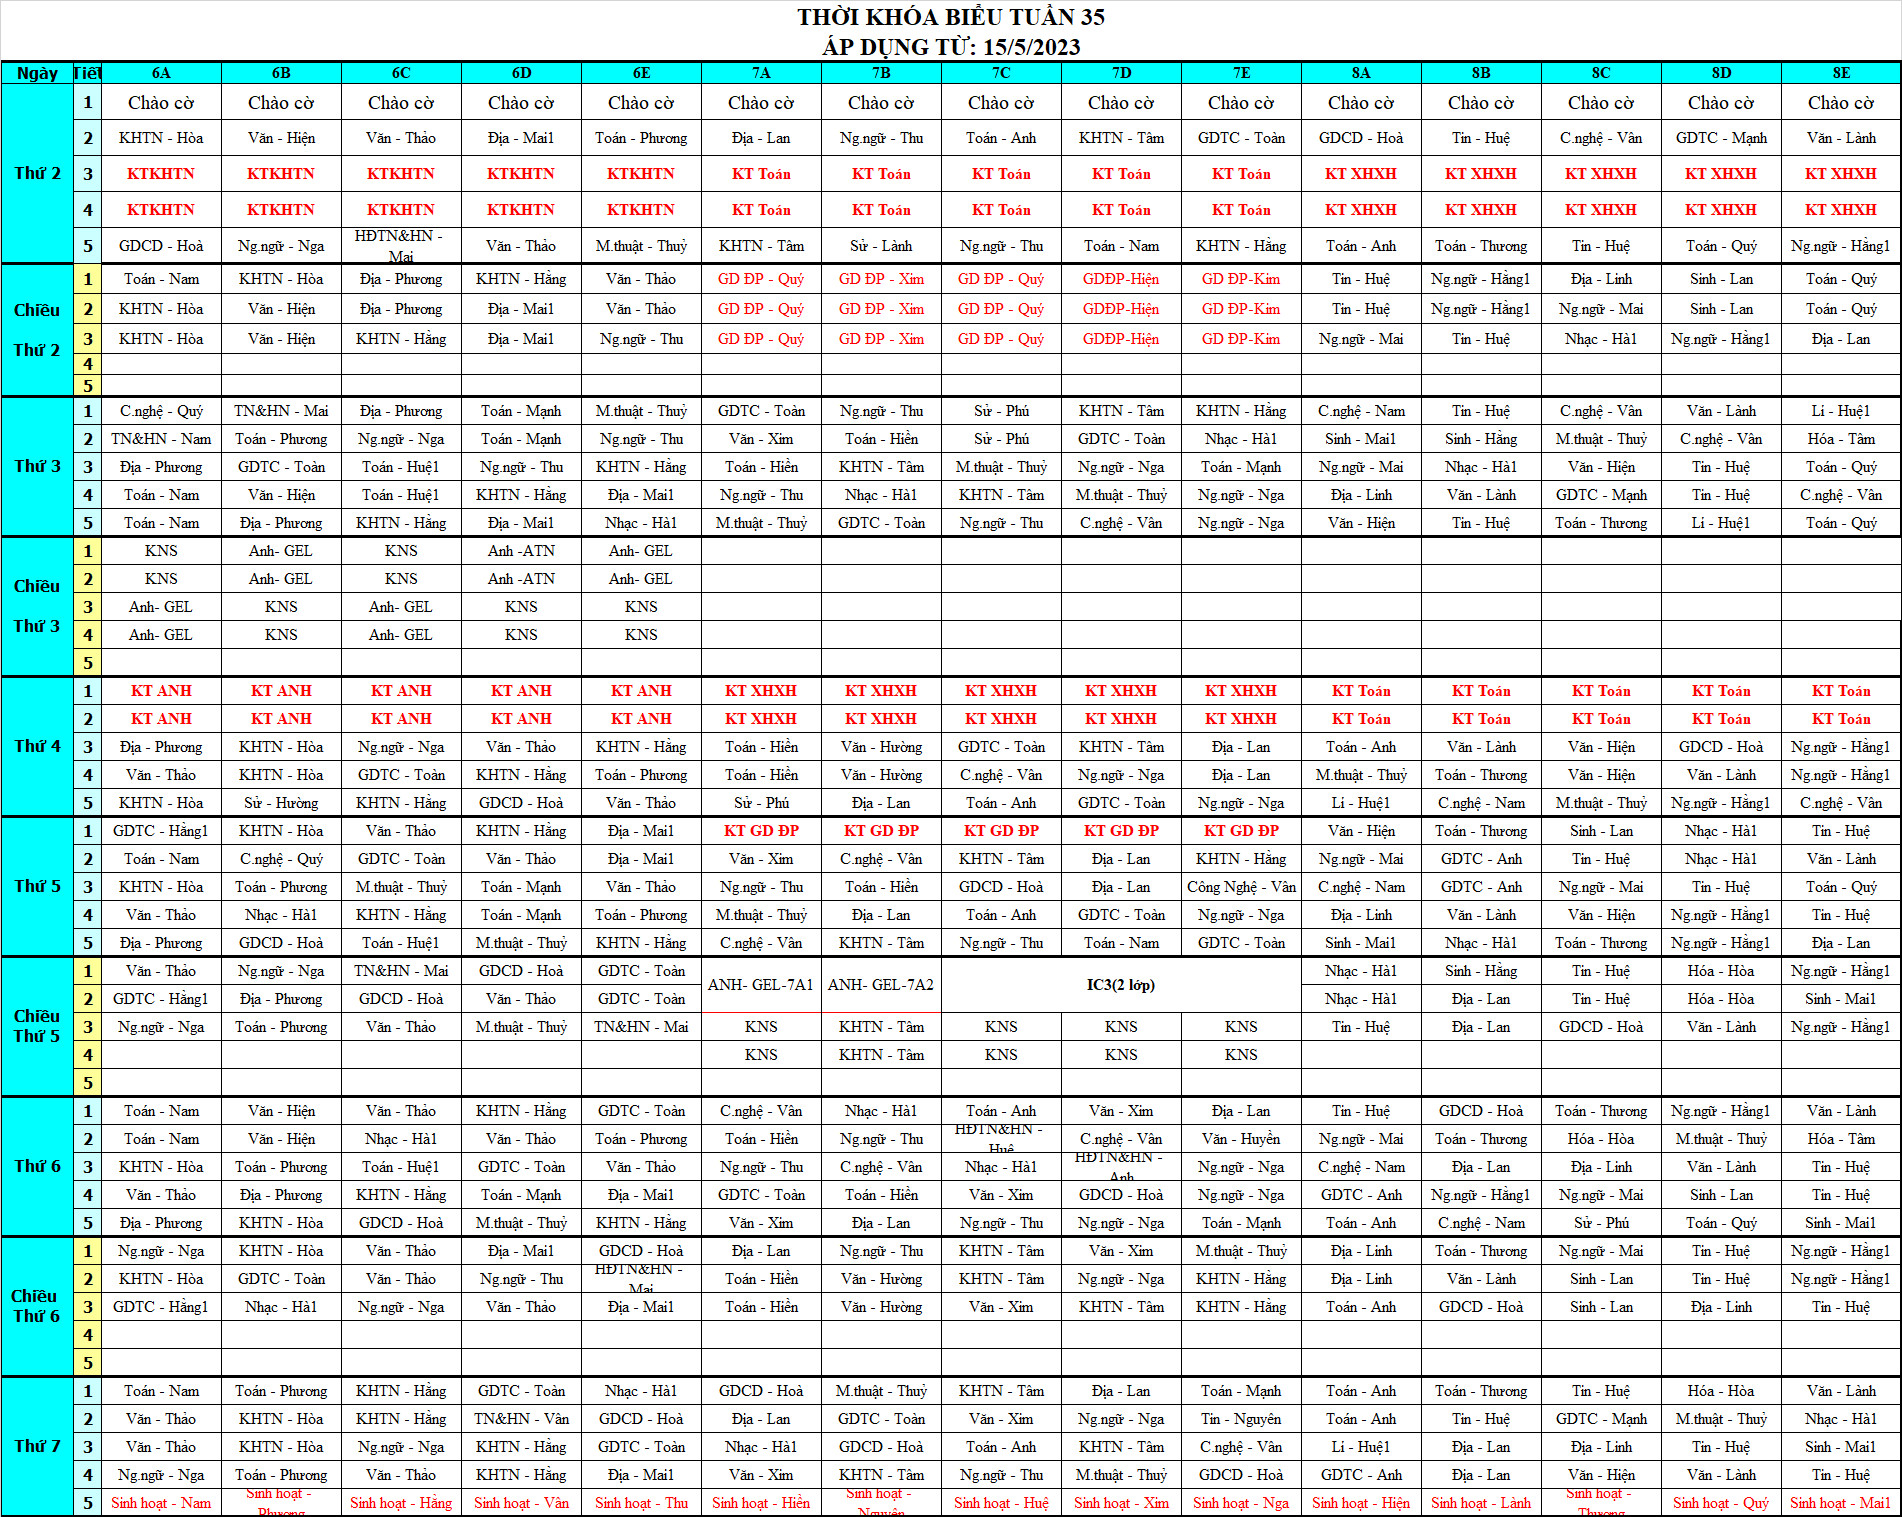 THỜI KHÓA BIỂU TUẦN 35
ÁP DỤNG TỪ: 15/5/2023
Ngày Tiết 6A 6B 6C 6D 6E 7A 7B 7C 7D 7E 8A 8B 8C 8D 8E
Thứ 2
1 Chào cờ Chào cờ Chào cờ Chào cờ Chào cờ Chào cờ Chào cờ Chào cờ Chào cờ Chào cờ Chào cờ Chào cờ Chào cờ Chào cờ Chào cờ
2 KHTN - Hòa Văn - Hiện Văn - Thảo Địa - Mai1 Toán - Phương Địa - Lan Ng.ngữ - Thu Toán - Anh KHTN - Tâm GDTC - Toàn GDCD - Hoà Tin - Huệ C.nghệ - Vân GDTC - Mạnh Văn - Lành
3 KTKHTN KTKHTN KTKHTN KTKHTN KTKHTN KT Toán KT Toán KT Toán KT Toán KT Toán KT XHXH KT XHXH KT XHXH KT XHXH KT XHXH
4 KTKHTN KTKHTN KTKHTN KTKHTN KTKHTN KT Toán KT Toán KT Toán KT Toán KT Toán KT XHXH KT XHXH KT XHXH KT XHXH KT XHXH
5 GDCD - Hoà Ng.ngữ - Nga HĐTN&HN - Mai Văn - Thảo M.thuật - Thuỷ KHTN - Tâm Sử - Lành Ng.ngữ - Thu Toán - Nam KHTN - Hằng Toán - Anh Toán - Thương Tin - Huệ Toán - Quý Ng.ngữ - Hằng1
Chiều Thứ 2
1 Toán - Nam KHTN - Hòa Địa - Phương KHTN - Hằng Văn - Thảo GD ĐP - Quý GD ĐP - Xim GD ĐP - Quý GDĐP-Hiện GD ĐP-Kim Tin - Huệ Ng.ngữ - Hằng1 Địa - Linh Sinh - Lan Toán - Quý
2 KHTN - Hòa Văn - Hiện Địa - Phương Địa - Mai1 Văn - Thảo GD ĐP - Quý GD ĐP - Xim GD ĐP - Quý GDĐP-Hiện GD ĐP-Kim Tin - Huệ Ng.ngữ - Hằng1 Ng.ngữ - Mai Sinh - Lan Toán - Quý
3 KHTN - Hòa Văn - Hiện KHTN - Hằng Địa - Mai1 Ng.ngữ - Thu GD ĐP - Quý GD ĐP - Xim GD ĐP - Quý GDĐP-Hiện GD ĐP-Kim Ng.ngữ - Mai Tin - Huệ Nhạc - Hà1 Ng.ngữ - Hằng1 Địa - Lan
4
5
Thứ 3
1 C.nghệ - Quý TN&HN - Mai Địa - Phương Toán - Mạnh M.thuật - Thuỷ GDTC - Toàn Ng.ngữ - Thu Sử - Phú KHTN - Tâm KHTN - Hằng C.nghệ - Nam Tin - Huệ C.nghệ - Vân Văn - Lành Lí - Huệ1
2 TN&HN - Nam Toán - Phương Ng.ngữ - Nga Toán - Mạnh Ng.ngữ - Thu Văn - Xim Toán - Hiền Sử - Phú GDTC - Toàn Nhạc - Hà1 Sinh - Mai1 Sinh - Hằng M.thuật - Thuỷ C.nghệ - Vân Hóa - Tâm
3 Địa - Phương GDTC - Toàn Toán - Huệ1 Ng.ngữ - Thu KHTN - Hằng Toán - Hiền KHTN - Tâm M.thuật - Thuỷ Ng.ngữ - Nga Toán - Mạnh Ng.ngữ - Mai Nhạc - Hà1 Văn - Hiện Tin - Huệ Toán - Quý
4 Toán - Nam Văn - Hiện Toán - Huệ1 KHTN - Hằng Địa - Mai1 Ng.ngữ - Thu Nhạc - Hà1 KHTN - Tâm M.thuật - Thuỷ Ng.ngữ - Nga Địa - Linh Văn - Lành GDTC - Mạnh Tin - Huệ C.nghệ - Vân
5 Toán - Nam Địa - Phương KHTN - Hằng Địa - Mai1 Nhạc - Hà1 M.thuật - Thuỷ GDTC - Toàn Ng.ngữ - Thu C.nghệ - Vân Ng.ngữ - Nga Văn - Hiện Tin - Huệ Toán - Thương Lí - Huệ1 Toán - Quý
Chiều Thứ 3
1 KNS Anh- GEL KNS Anh -ATN Anh- GEL
2 KNS Anh- GEL KNS Anh -ATN Anh- GEL
3 Anh- GEL KNS Anh- GEL KNS KNS
4 Anh- GEL KNS Anh- GEL KNS KNS
5
Thứ 4
1 KT ANH KT ANH KT ANH KT ANH KT ANH KT XHXH KT XHXH KT XHXH KT XHXH KT XHXH KT Toán KT Toán KT Toán KT Toán KT Toán
2 KT ANH KT ANH KT ANH KT ANH KT ANH KT XHXH KT XHXH KT XHXH KT XHXH KT XHXH KT Toán KT Toán KT Toán KT Toán KT Toán
3 Địa - Phương KHTN - Hòa Ng.ngữ - Nga Văn - Thảo KHTN - Hằng Toán - Hiền Văn - Hường GDTC - Toàn KHTN - Tâm Địa - Lan Toán - Anh Văn - Lành Văn - Hiện GDCD - Hoà Ng.ngữ - Hằng1
4 Văn - Thảo KHTN - Hòa GDTC - Toàn KHTN - Hằng Toán - Phương Toán - Hiền Văn - Hường C.nghệ - Vân Ng.ngữ - Nga Địa - Lan M.thuật - Thuỷ Toán - Thương Văn - Hiện Văn - Lành Ng.ngữ - Hằng1
5 KHTN - Hòa Sử - Hường KHTN - Hằng GDCD - Hoà Văn - Thảo Sử - Phú Địa - Lan Toán - Anh GDTC - Toàn Ng.ngữ - Nga Lí - Huệ1 C.nghệ - Nam M.thuật - Thuỷ Ng.ngữ - Hằng1 C.nghệ - Vân
Thứ 5
1 GDTC - Hằng1 KHTN - Hòa Văn - Thảo KHTN - Hằng Địa - Mai1 KT GD ĐP KT GD ĐP KT GD ĐP KT GD ĐP KT GD ĐP Văn - Hiện Toán - Thương Sinh - Lan Nhạc - Hà1 Tin - Huệ
2 Toán - Nam C.nghệ - Quý GDTC - Toàn Văn - Thảo Địa - Mai1 Văn - Xim C.nghệ - Vân KHTN - Tâm Địa - Lan KHTN - Hằng Ng.ngữ - Mai GDTC - Anh Tin - Huệ Nhạc - Hà1 Văn - Lành
3 KHTN - Hòa Toán - Phương M.thuật - Thuỷ Toán - Mạnh Văn - Thảo Ng.ngữ - Thu Toán - Hiền GDCD - Hoà Địa - Lan Công Nghệ - Vân C.nghệ - Nam GDTC - Anh Ng.ngữ - Mai Tin - Huệ Toán - Quý
4 Văn - Thảo Nhạc - Hà1 KHTN - Hằng Toán - Mạnh Toán - Phương M.thuật - Thuỷ Địa - Lan Toán - Anh GDTC - Toàn Ng.ngữ - Nga Địa - Linh Văn - Lành Văn - Hiện Ng.ngữ - Hằng1 Tin - Huệ
5 Địa - Phương GDCD - Hoà Toán - Huệ1 M.thuật - Thuỷ KHTN - Hằng C.nghệ - Vân KHTN - Tâm Ng.ngữ - Thu Toán - Nam GDTC - Toàn Sinh - Mai1 Nhạc - Hà1 Toán - Thương Ng.ngữ - Hằng1 Địa - Lan
Chiều Thứ 5
1 Văn - Thảo Ng.ngữ - Nga TN&HN - Mai GDCD - Hoà GDTC - Toàn ANH- GEL-7A1 ANH- GEL-7A2 IC3(2 lớp) Nhạc - Hà1 Sinh - Hằng Tin - Huệ Hóa - Hòa Ng.ngữ - Hằng1
2 GDTC - Hằng1 Địa - Phương GDCD - Hoà Văn - Thảo GDTC - Toàn Nhạc - Hà1 Địa - Lan Tin - Huệ Hóa - Hòa Sinh - Mai1
3 Ng.ngữ - Nga Toán - Phương Văn - Thảo M.thuật - Thuỷ TN&HN - Mai KNS KHTN - Tâm KNS KNS KNS Tin - Huệ Địa - Lan GDCD - Hoà Văn - Lành Ng.ngữ - Hằng1
4 KNS KHTN - Tâm KNS KNS KNS
5
Thứ 6
1 Toán - Nam Văn - Hiện Văn - Thảo KHTN - Hằng GDTC - Toàn C.nghệ - Vân Nhạc - Hà1 Toán - Anh Văn - Xim Địa - Lan Tin - Huệ GDCD - Hoà Toán - Thương Ng.ngữ - Hằng1 Văn - Lành
2 Toán - Nam Văn - Hiện Nhạc - Hà1 Văn - Thảo Toán - Phương Toán - Hiền Ng.ngữ - Thu HĐTN&HN - Huệ C.nghệ - Vân Văn - Huyền Ng.ngữ - Mai Toán - Thương Hóa - Hòa M.thuật - Thuỷ Hóa - Tâm
3 KHTN - Hòa Toán - Phương Toán - Huệ1 GDTC - Toàn Văn - Thảo Ng.ngữ - Thu C.nghệ - Vân Nhạc - Hà1 HĐTN&HN - Anh Ng.ngữ - Nga C.nghệ - Nam Địa - Lan Địa - Linh Văn - Lành Tin - Huệ
4 Văn - Thảo Địa - Phương KHTN - Hằng Toán - Mạnh Địa - Mai1 GDTC - Toàn Toán - Hiền Văn - Xim GDCD - Hoà Ng.ngữ - Nga GDTC - Anh Ng.ngữ - Hằng1 Ng.ngữ - Mai Sinh - Lan Tin - Huệ
5 Địa - Phương KHTN - Hòa GDCD - Hoà M.thuật - Thuỷ KHTN - Hằng Văn - Xim Địa - Lan Ng.ngữ - Thu Ng.ngữ - Nga Toán - Mạnh Toán - Anh C.nghệ - Nam Sử - Phú Toán - Quý Sinh - Mai1
Chiều Thứ 6
1 Ng.ngữ - Nga KHTN - Hòa Văn - Thảo Địa - Mai1 GDCD - Hoà Địa - Lan Ng.ngữ - Thu KHTN - Tâm Văn - Xim M.thuật - Thuỷ Địa - Linh Toán - Thương Ng.ngữ - Mai Tin - Huệ Ng.ngữ - Hằng1
2 KHTN - Hòa GDTC - Toàn Văn - Thảo Ng.ngữ - Thu HĐTN&HN - Mai Toán - Hiền Văn - Hường KHTN - Tâm Ng.ngữ - Nga KHTN - Hằng Địa - Linh Văn - Lành Sinh - Lan Tin - Huệ Ng.ngữ - Hằng1
3 GDTC - Hằng1 Nhạc - Hà1 Ng.ngữ - Nga Văn - Thảo Địa - Mai1 Toán - Hiền Văn - Hường Văn - Xim KHTN - Tâm KHTN - Hằng Toán - Anh GDCD - Hoà Sinh - Lan Địa - Linh Tin - Huệ
4
5
Thứ 7
1 Toán - Nam Toán - Phương KHTN - Hằng GDTC - Toàn Nhạc - Hà1 GDCD - Hoà M.thuật - Thuỷ KHTN - Tâm Địa - Lan Toán - Mạnh Toán - Anh Toán - Thương Tin - Huệ Hóa - Hòa Văn - Lành
2 Văn - Thảo KHTN - Hòa KHTN - Hằng TN&HN - Vân GDCD - Hoà Địa - Lan GDTC - Toàn Văn - Xim Ng.ngữ - Nga Tin - Nguyên Toán - Anh Tin - Huệ GDTC - Mạnh M.thuật - Thuỷ Nhạc - Hà1
3 Văn - Thảo KHTN - Hòa Ng.ngữ - Nga KHTN - Hằng GDTC - Toàn Nhạc - Hà1 GDCD - Hoà Toán - Anh KHTN - Tâm C.nghệ - Vân Lí - Huệ1 Địa - Lan Địa - Linh Tin - Huệ Sinh - Mai1
4 Ng.ngữ - Nga Toán - Phương Văn - Thảo KHTN - Hằng Địa - Mai1 Văn - Xim KHTN - Tâm Ng.ngữ - Thu M.thuật - Thuỷ GDCD - Hoà GDTC - Anh Địa - Lan Văn - Hiện Văn - Lành Tin - Huệ
5 Sinh hoạt - Nam Sinh hoạt - Phương Sinh hoạt - Hằng Sinh hoạt - Vân Sinh hoạt - Thu Sinh hoạt - Hiền Sinh hoạt - Nguyên Sinh hoạt - Huệ Sinh hoạt - Xim Sinh hoạt - Nga Sinh hoạt - Hiện Sinh hoạt - Lành Sinh hoạt - Thương Sinh hoạt - Quý Sinh hoạt - Mai1